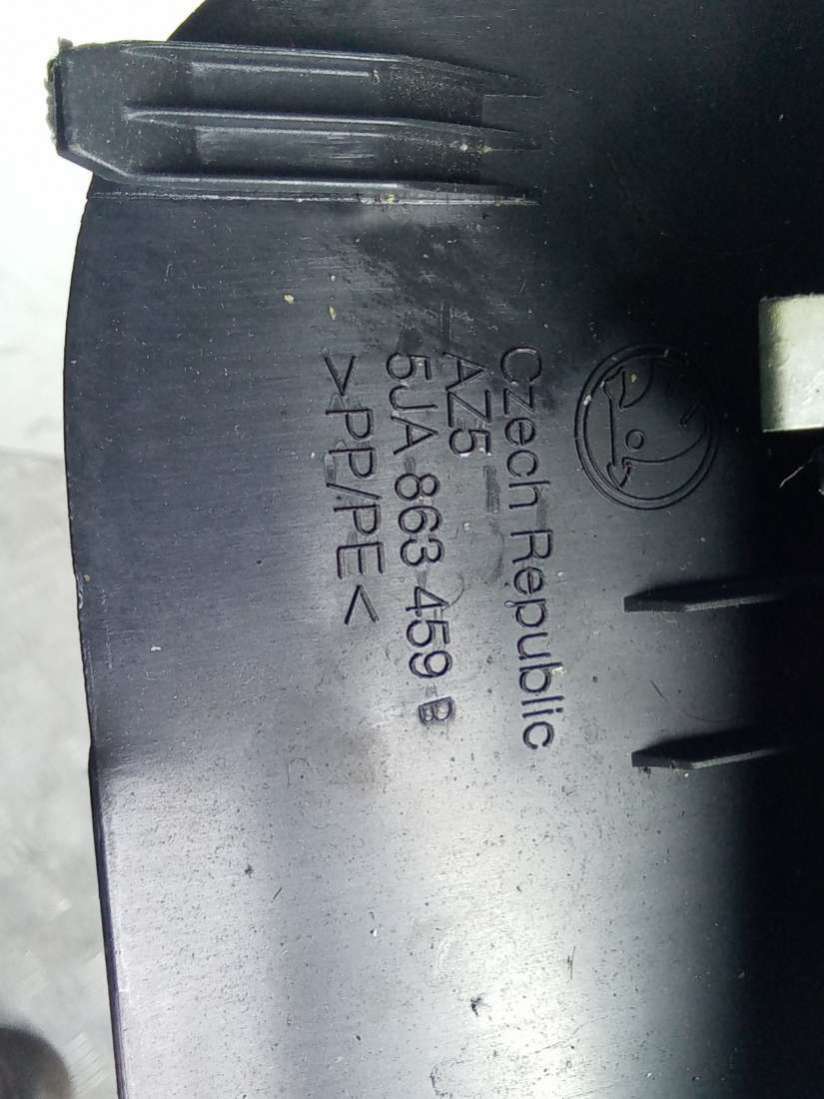 Czech Republic
AZ5
5JA 863 459 B
>PP/PE<